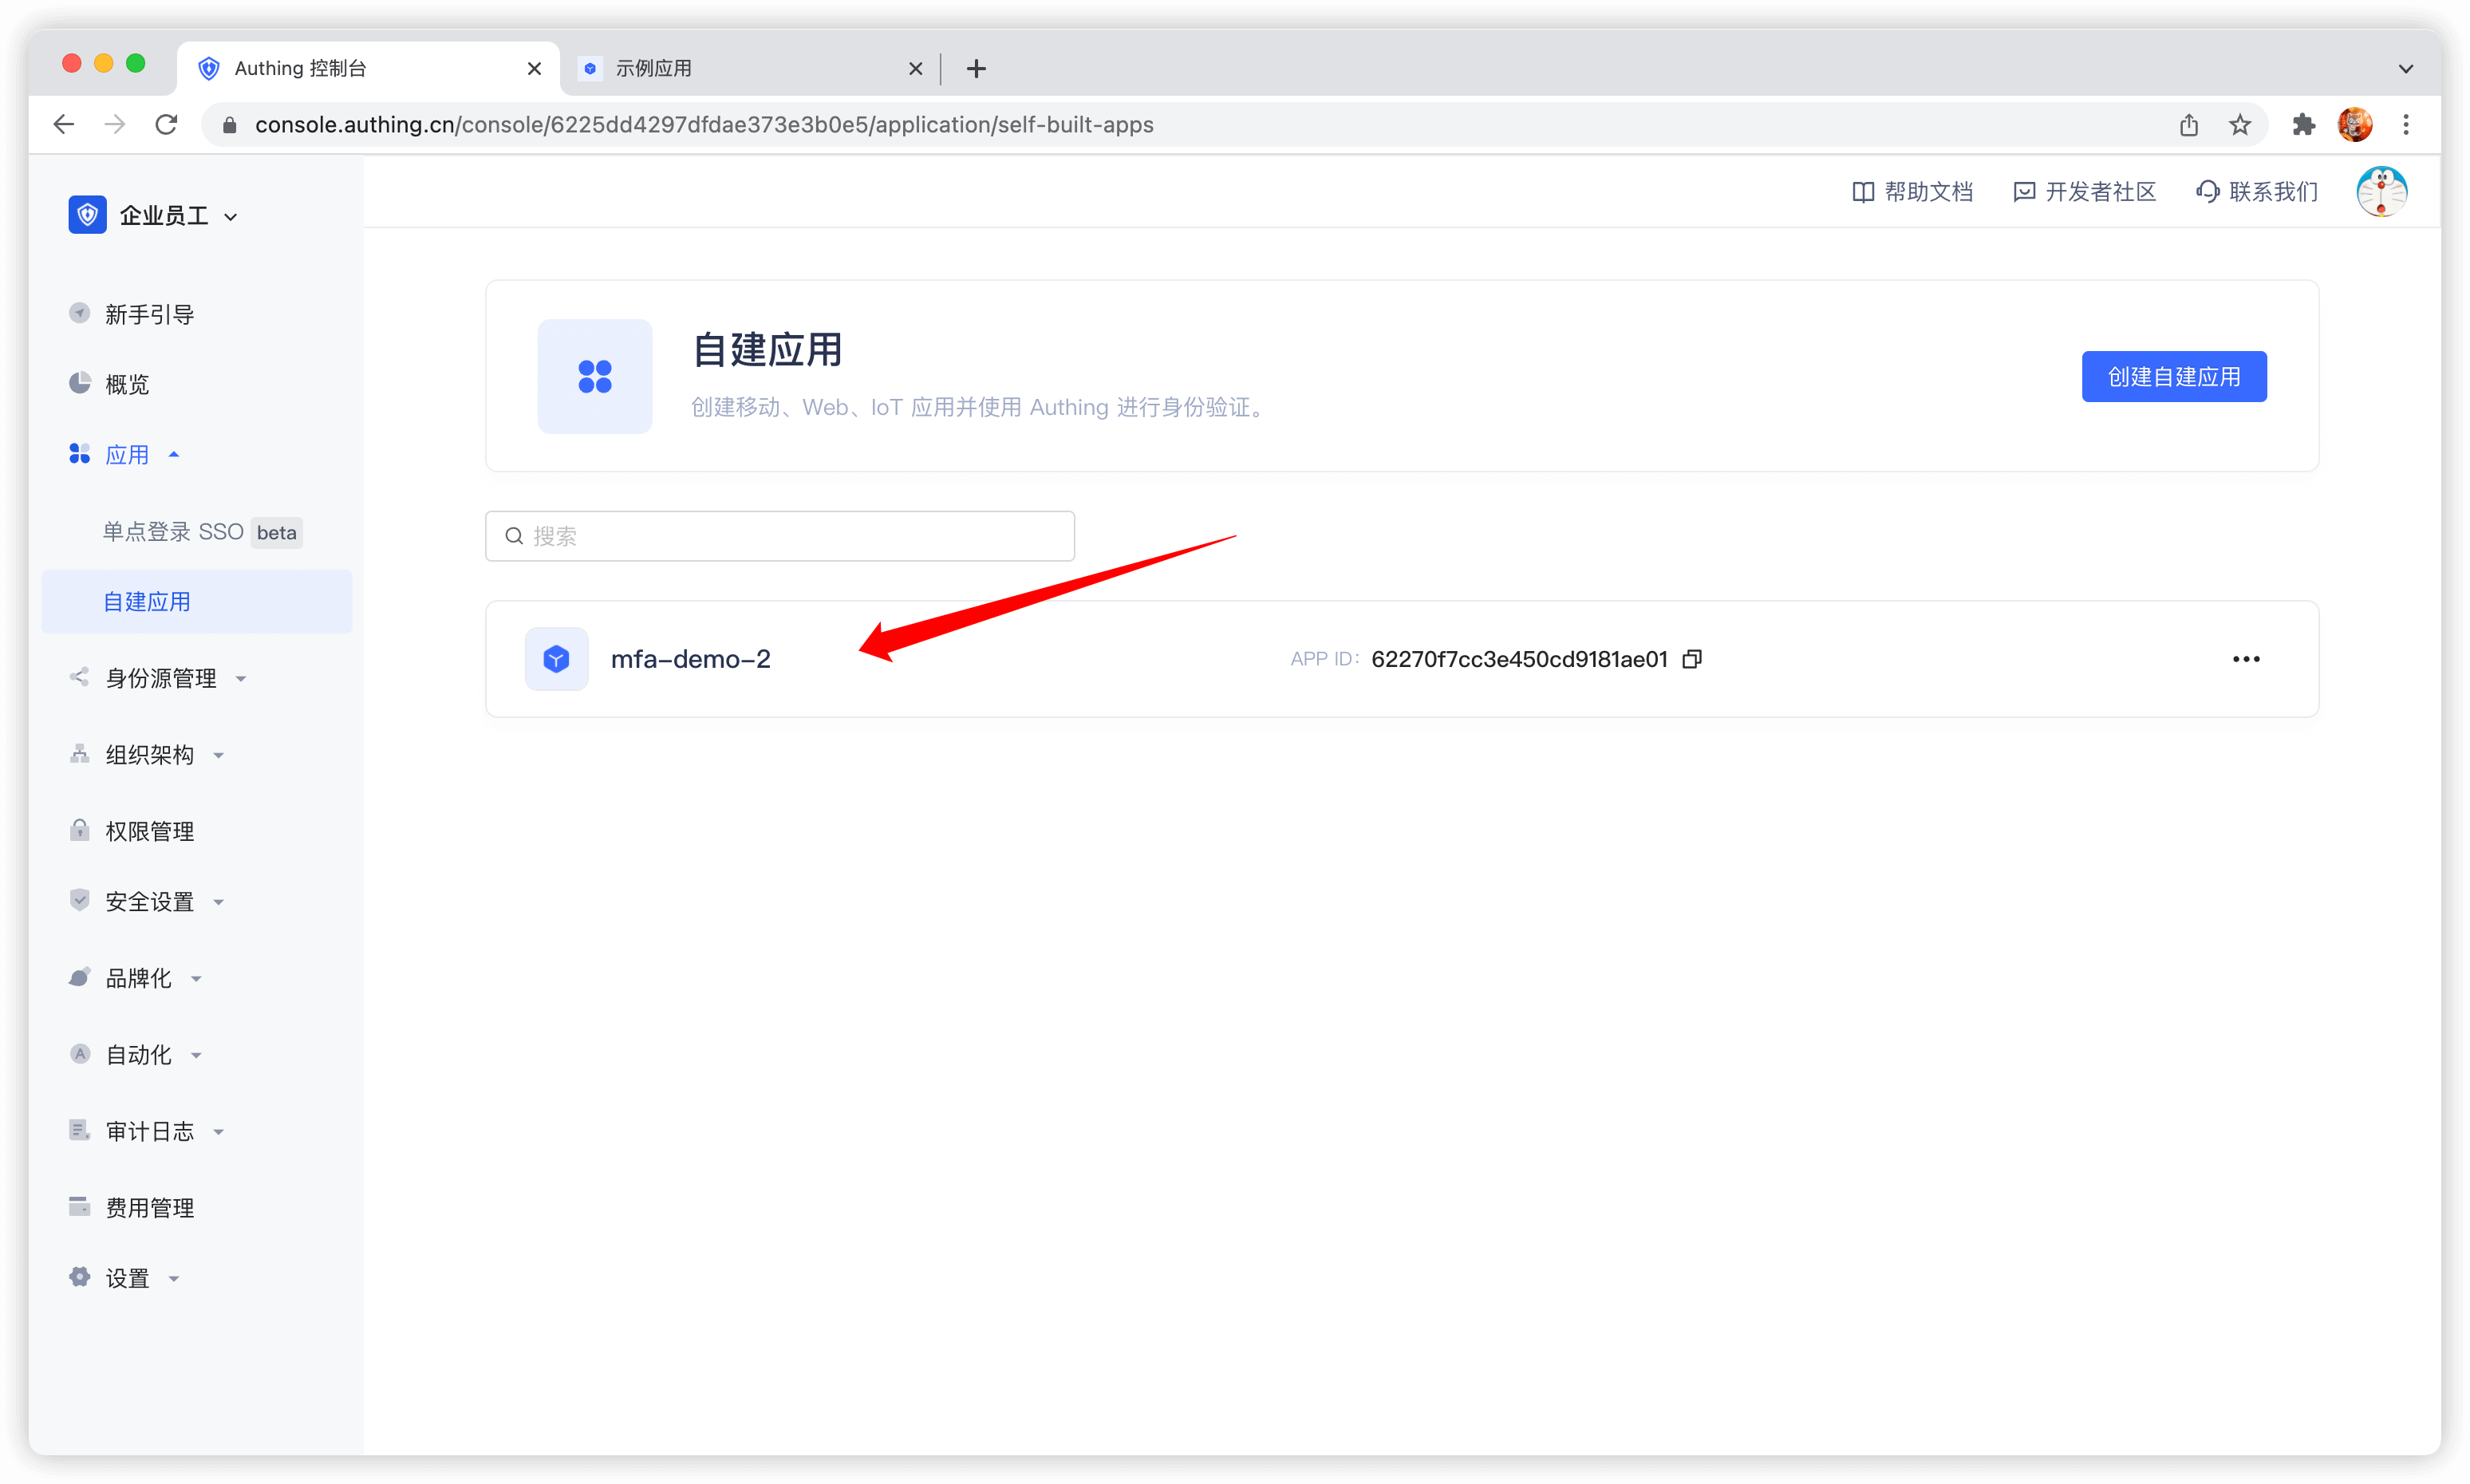 Authing 控制台
示例应用
console.authing.cn/console/6225dd4297dfdae373e3b0e5/application/self-built-apps
企业员工
帮助文档
开发者社区
联系我们
新手引导
概览
应用
单点登录 SSO beta
自建应用
身份源管理
组织架构
权限管理
安全设置
品牌化
自动化
审计日志
费用管理
设置
自建应用
创建移动、Web、IoT 应用并使用 Authing 进行身份验证。
创建自建应用
搜索
mfa-demo-2
APP ID: 62270f7cc3e450cd9181ae01